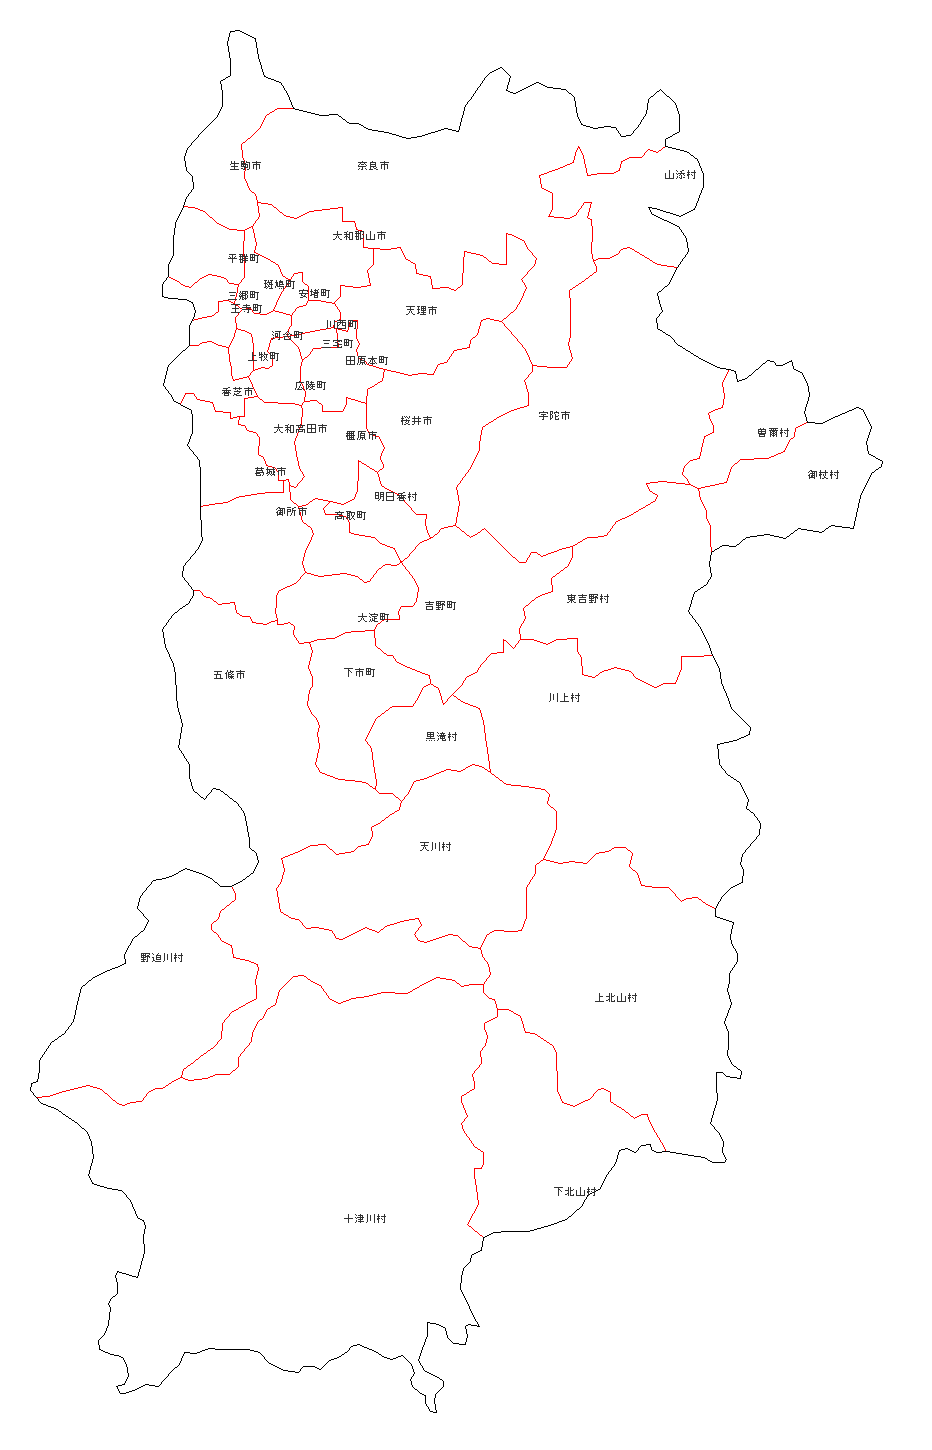 生駒市
奈良市
山添村
大和郡山市
平群町
斑鳩町
安堵町
三郷町
王寺町
天理市
川西町
河合町
三宅町
上牧町
田原本町
広陵町
香芝市
宇陀市
桜井市
大和高田市
橿原市
曽爾村
葛城市
御杖村
明日香村
御所市
高取町
東吉野村
吉野町
大淀町
五條市
下市町
川上村
黒滝村
天川村
野迫川村
上北山村
下北山村
十津川村